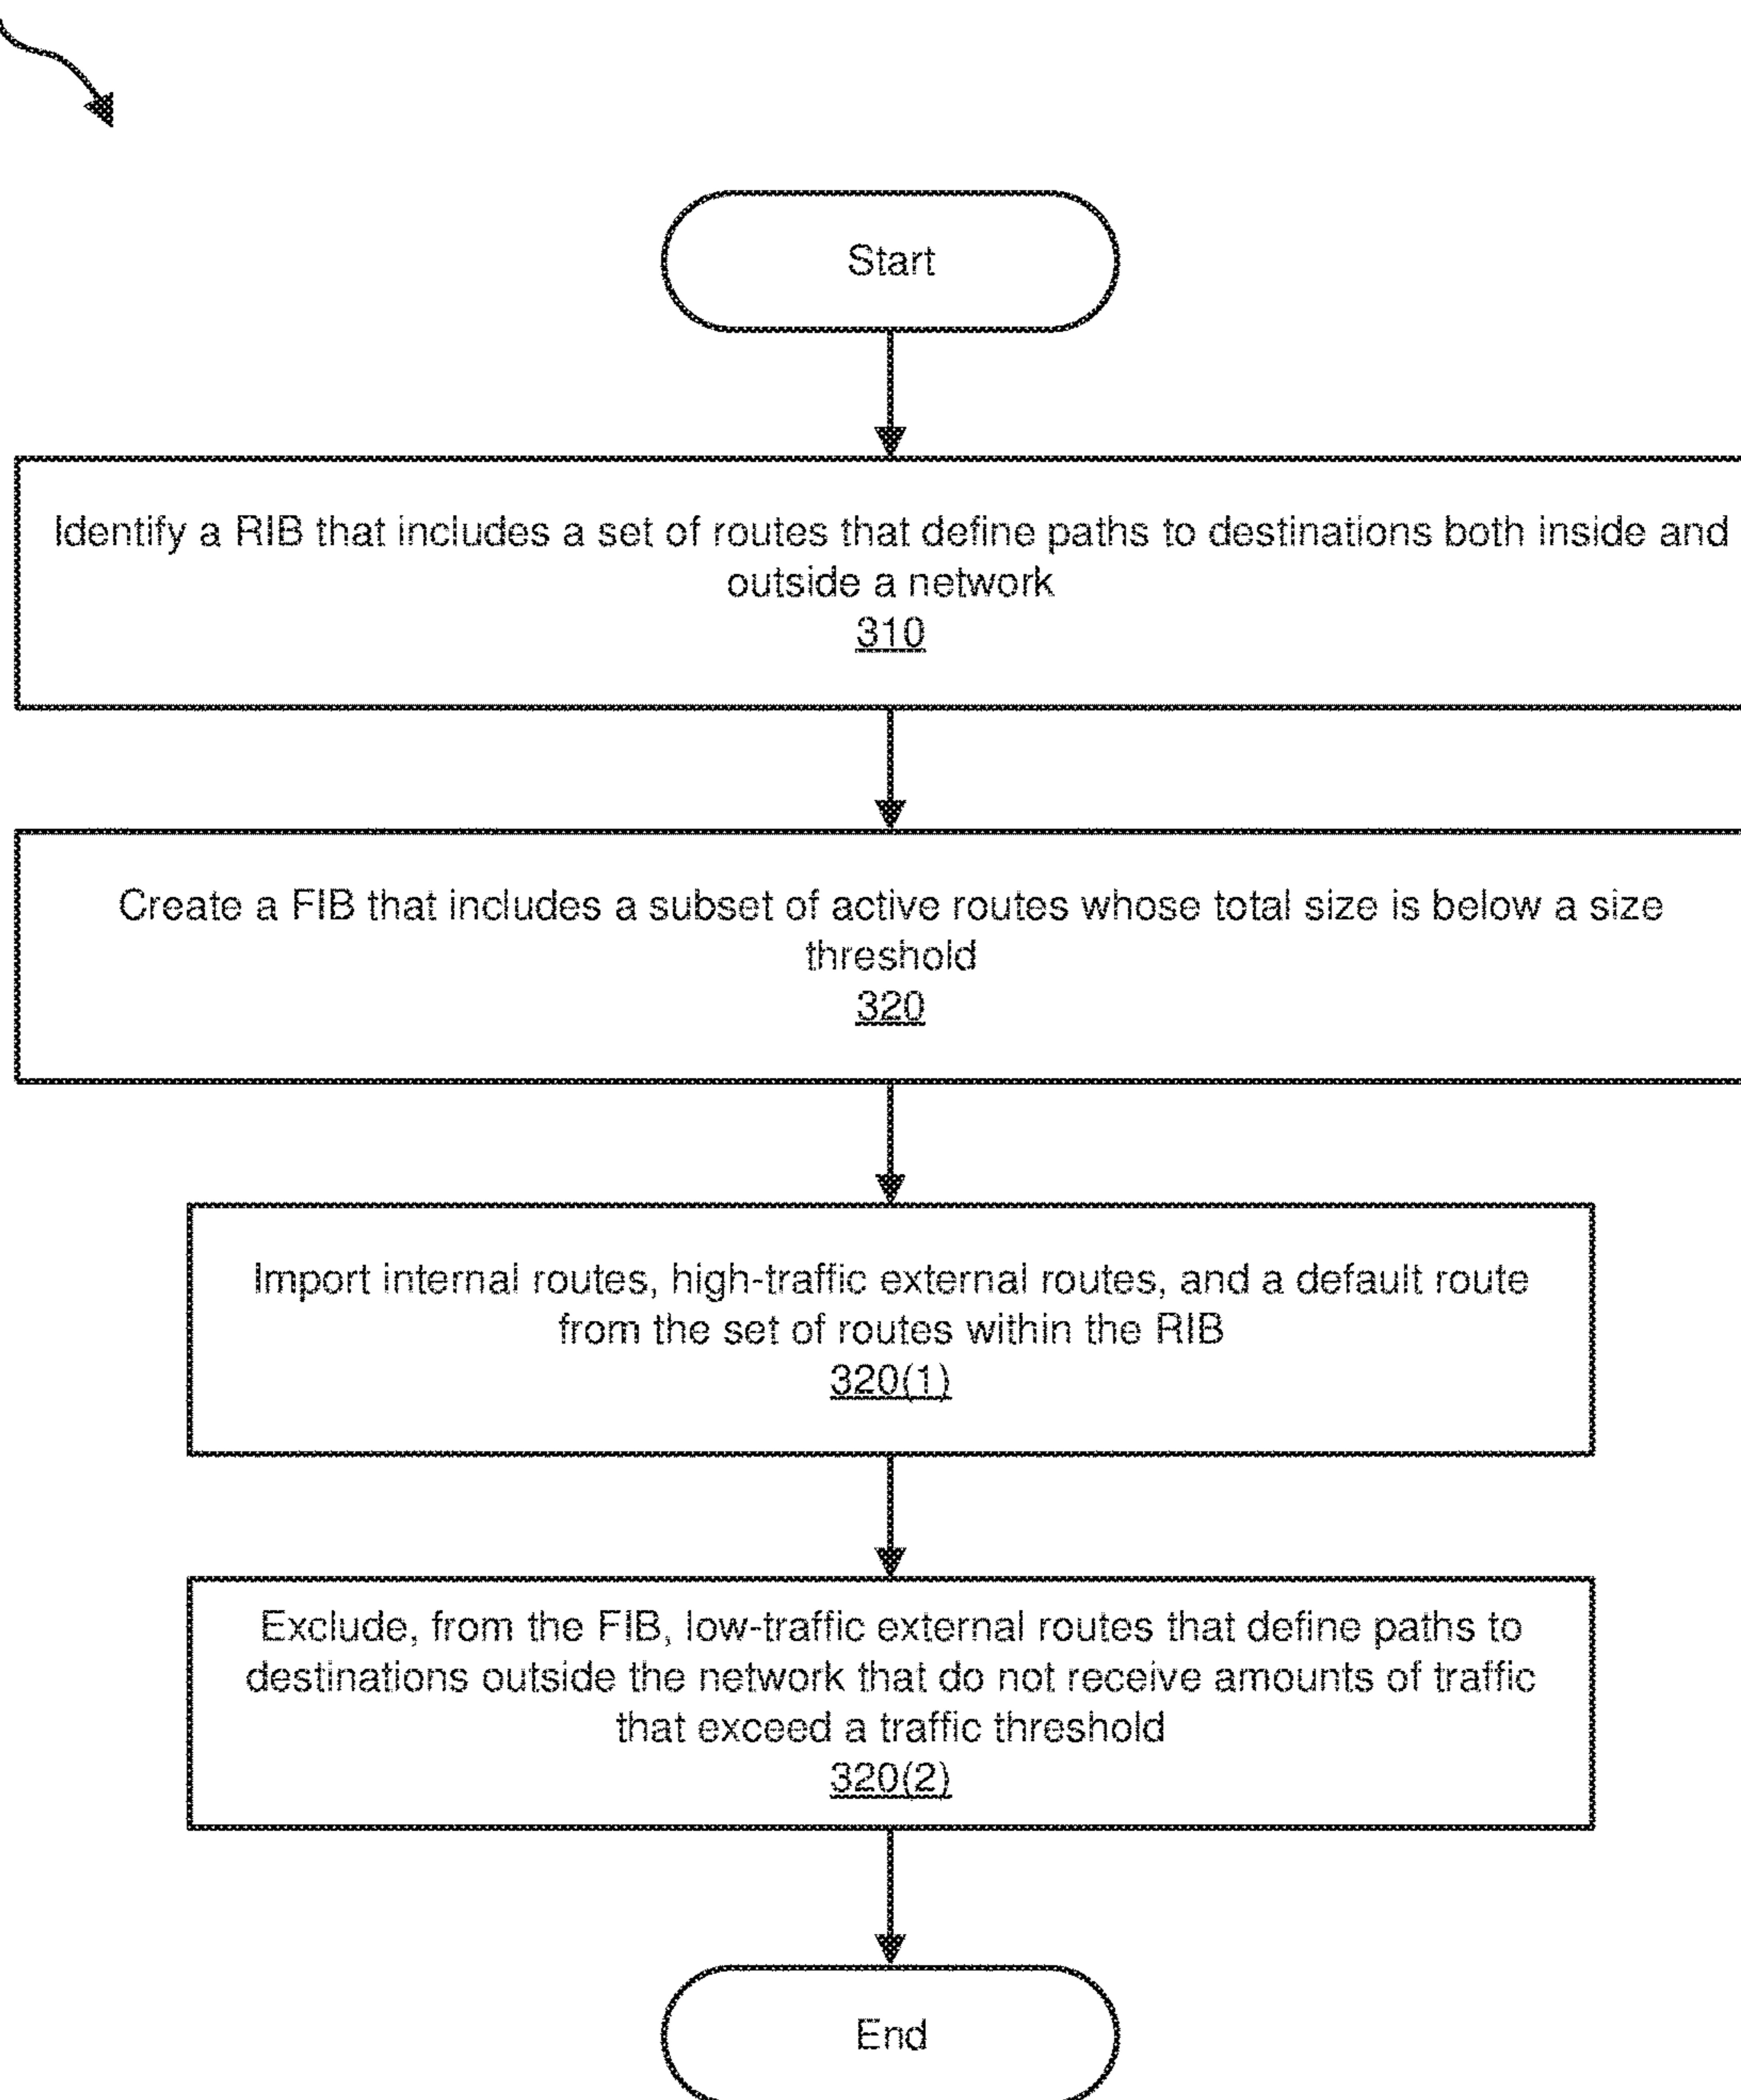 Start
Identify a RIB that includes a set of routes that define paths to destinations both inside and
outside a network
310
Create a FIB that includes a subset of active routes whose total size is below a size
threshold
320
Import internal routes, high-traffic external routes, and a default route
from the set of routes within the RIB
320(1)
Exclude, from the FIB, low-traffic external routes that define paths to
destinations outside the network that do not receive amounts of traffic
that exceed a traffic threshold
320(2)
End